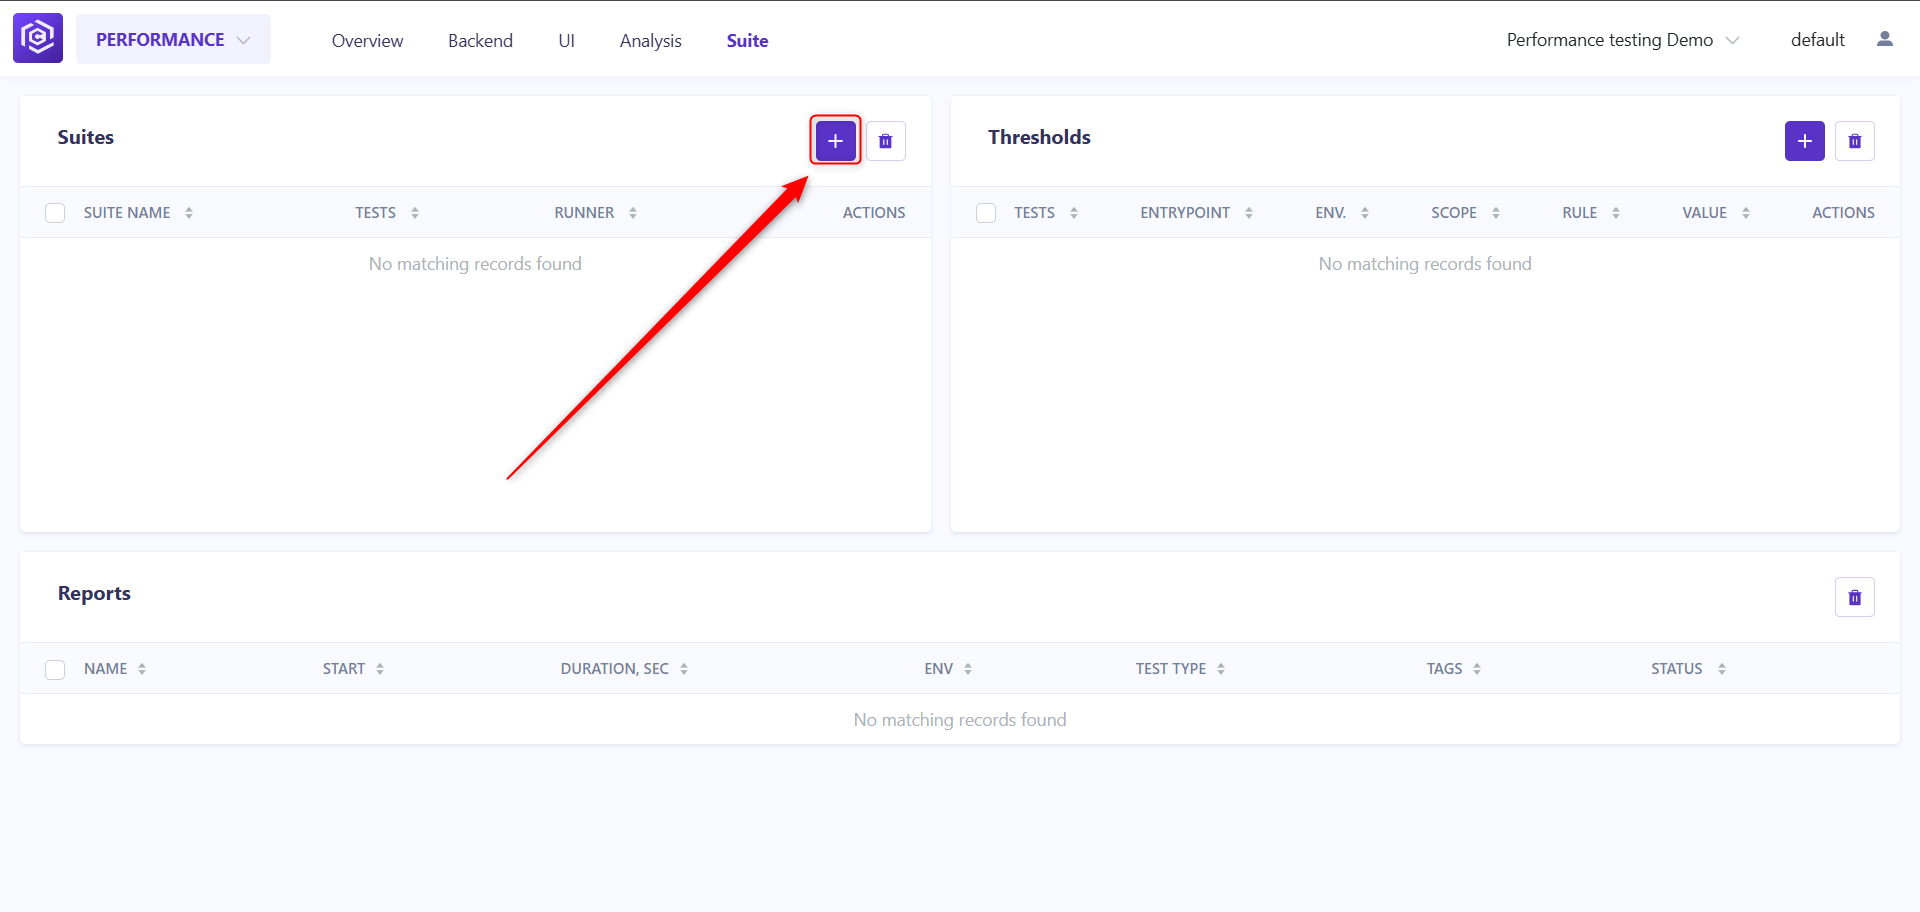 PERFORMANCE Overview Backend UI Analysis Suite Performance testing Demo default
Suites
SUITE NAME TESTS RUNNER ACTIONS
No matching records found
Thresholds
TESTS ENTRYPOINT ENV. SCOPE RULE VALUE ACTIONS
No matching records found
Reports
NAME START DURATION, SEC ENV TEST TYPE TAGS STATUS
No matching records found